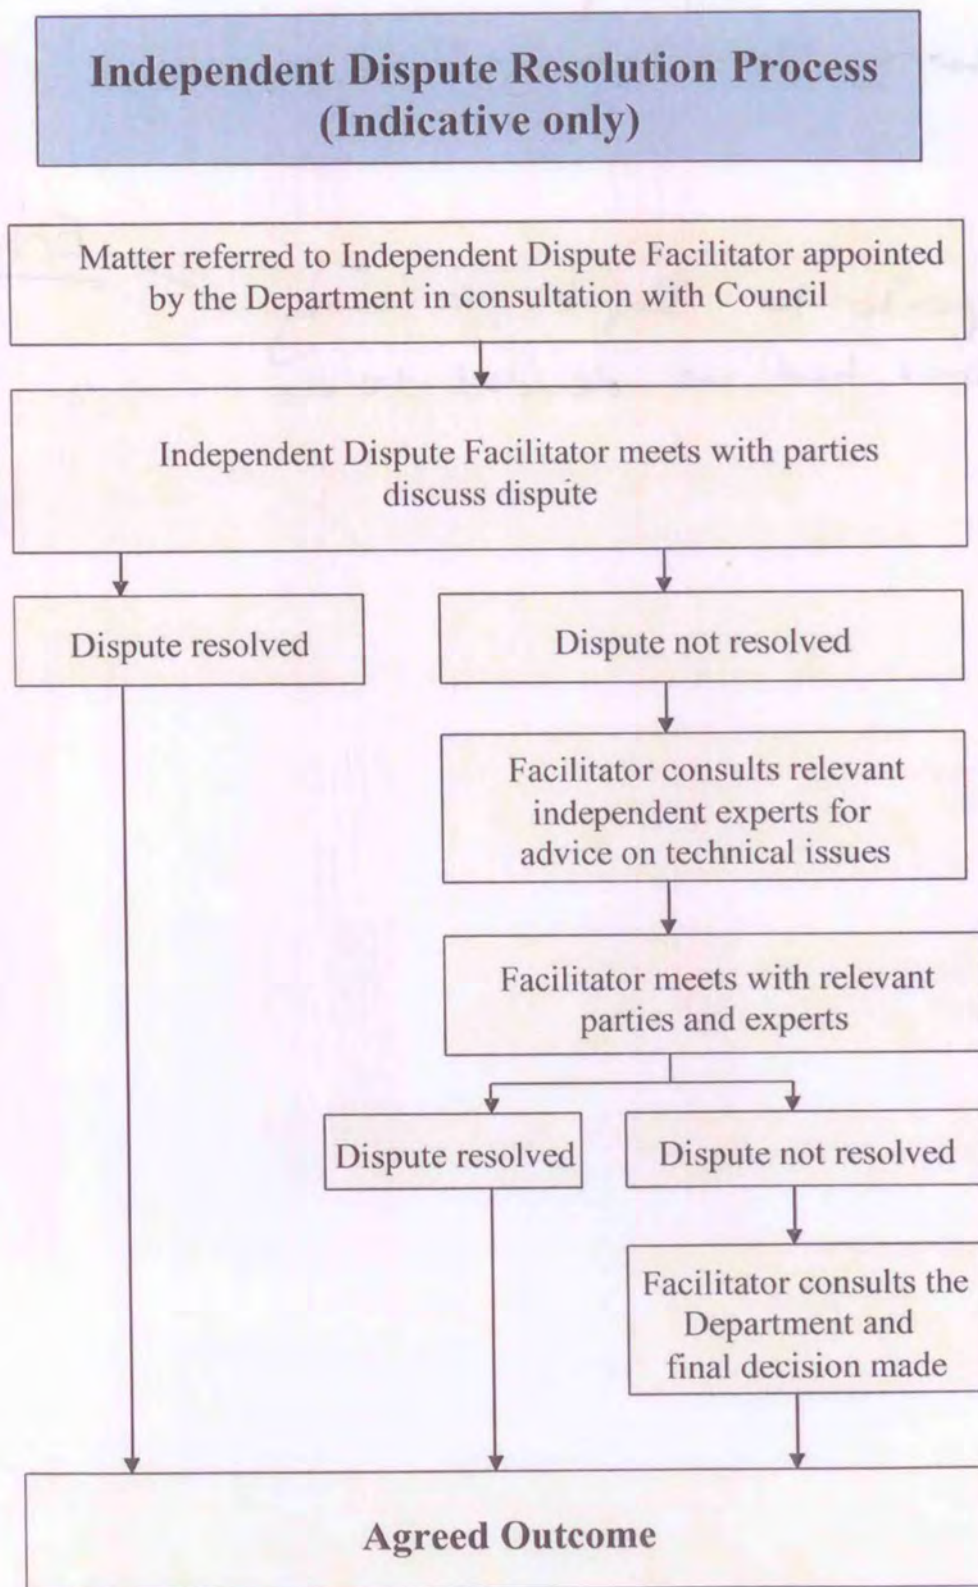 Independent Dispute Resolution Process
(Indicative only)
Matter referred to Independent Dispute Facilitator appointed
by the Department in consultation with Council
Independent Dispute Facilitator meets with parties
discuss dispute
Dispute resolved
Dispute not resolved
Facilitator consults relevant
independent experts for
advice on technical issues
Facilitator meets with relevant
parties and experts
Dispute resolved
Dispute not resolved
Facilitator consults the
Department and
final decision made
Agreed Outcome